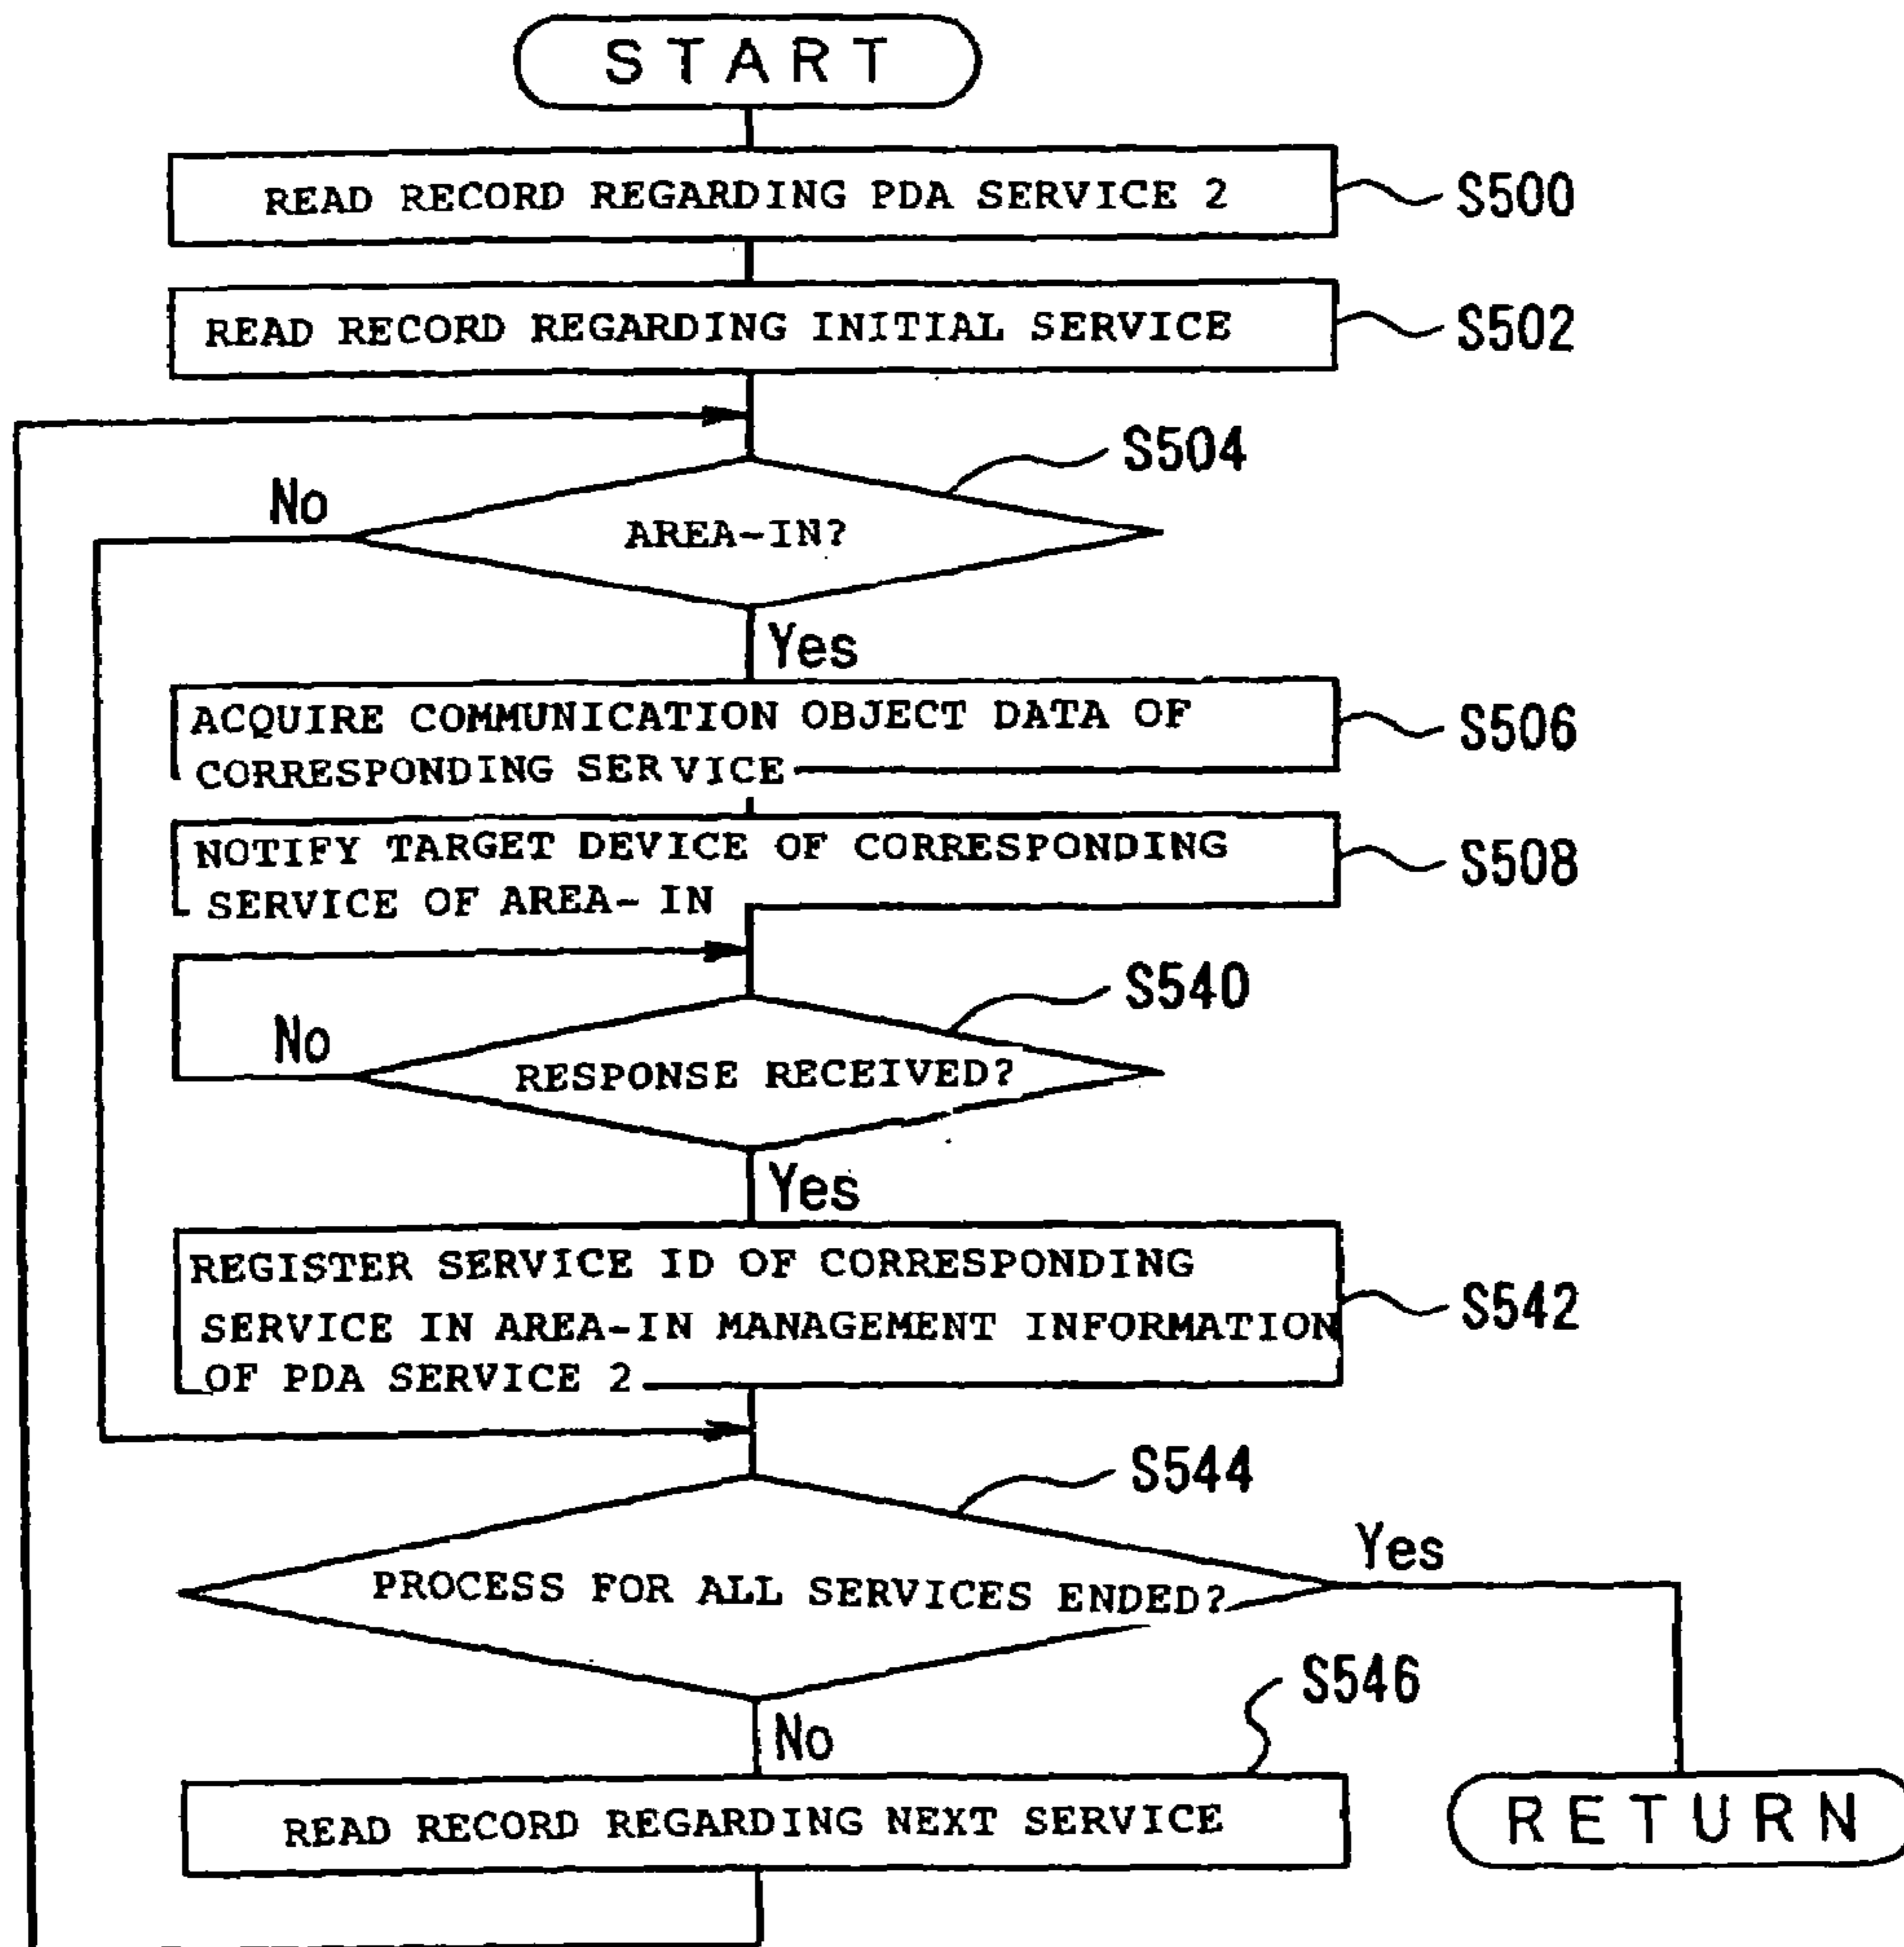 START
READ RECORD REGARDING PDA SERVICE 2
S500
READ RECORD REGARDING INITIAL SERVICE
S502
S504
No
AREA-IN?
Yes
ACQUIRE COMMUNICATION OBJECT DATA OF
CORRESPONDING SERVICE
S506
NOTIFY TARGET DEVICE OF CORRESPONDING
SERVICE OF AREA- IN
S508
S540
No
RESPONSE RECEIVED?
Yes
REGISTER SERVICE ID OF CORRESPONDING
SERVICE IN AREA-IN MANAGEMENT INFORMATION
OF PDA SERVICE 2
S542
S544
Yes
PROCESS FOR ALL SERVICES ENDED?
S546
No
READ RECORD REGARDING NEXT SERVICE
RETURN